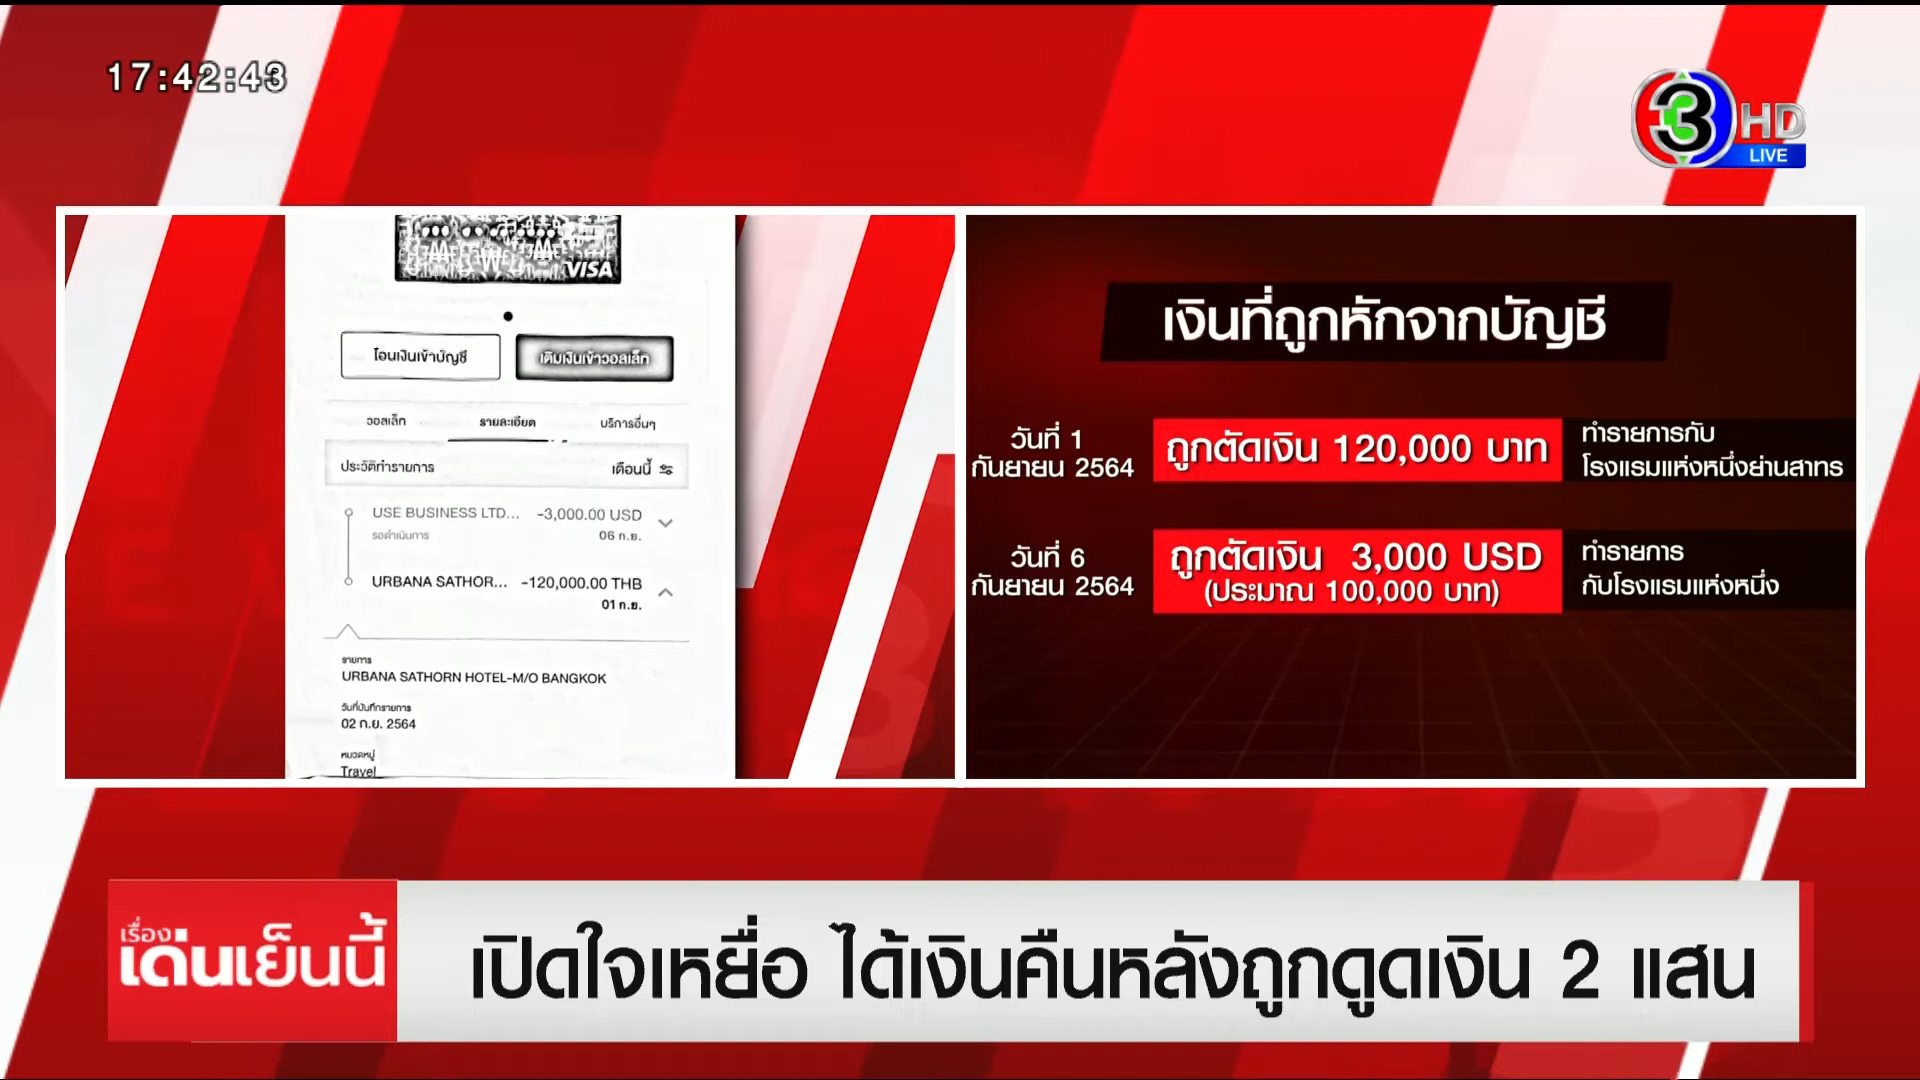 17:42:43
3 HD
LIVE
VISA
โอนเงินเข้าบัญชี
เติมเงินเข้าวอลเล็ท
วอลเล็ท
รายละเอียด
บริการอื่นๆ
ประวัติทำรายการ
เดือนนี้
USE BUSINESS LTD... -3,000.00 USD
รอดำเนินการ
06 ก.ย.
URBANA SATHOR... -120,000.00 THB
01 ก.ย.
รายการ
URBANA SATHORN HOTEL-M/O BANGKOK
วันที่บันทึกรายการ
02 ก.ย. 2564
หมวดหมู่
Travel
เงินที่ถูกหักจากบัญชี
วันที่ 1
กันยายน 2564
ถูกตัดเงิน 120,000 บาท
ทำรายการกับ
โรงแรมแห่งหนึ่งย่านสาทร
วันที่ 6
กันยายน 2564
ถูกตัดเงิน 3,000 USD
(ประมาณ 100,000 บาท)
ทำรายการ
กับโรงแรมแห่งหนึ่ง
เรื่อง
เด่นเย็นนี้
เปิดใจเหยื่อ ได้เงินคืนหลังถูกดูดเงิน 2 แสน